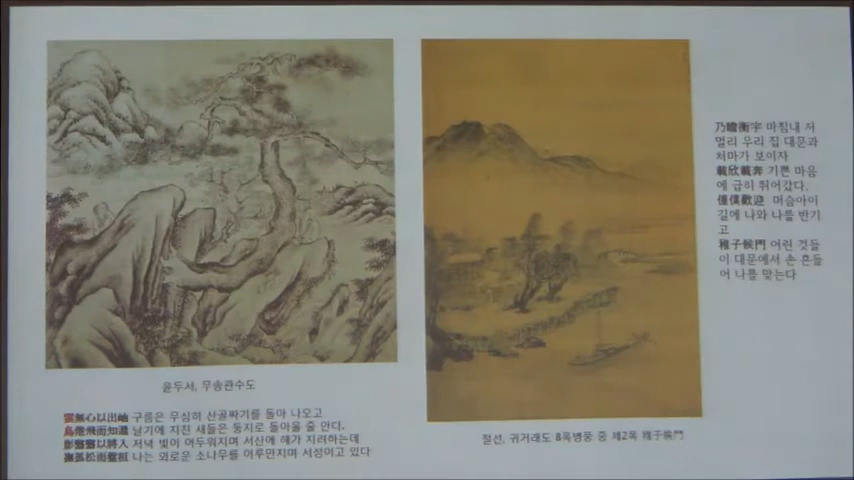 윤두서, 무송관수도
雲無心以出岫 구름은 무심히 산골짜기를 돌아 나오고
鳥倦飛而知還 날기에 지친 새들은 둥지로 돌아올 줄 안다.
影翳翳以將入 저녁 빛이 어두워지며 서산에 해가 지려하는데
撫孤松而盤桓 나는 외로운 소나무를 어루만지며 서성이고 있다
乃瞻衡宇 마침내 저
멀리 우리 집 대문과
처마가 보이자
載欣載奔 기쁜 마음
에 급히 뛰어갔다.
僮僕歡迎 머슴아이
길에 나와 나를 반기
고
稚子候門 어린 것들
이 대문에서 손 흔들
어 나를 맞는다
정선, 귀거래도 8폭병풍 중 제2폭 稚子候門